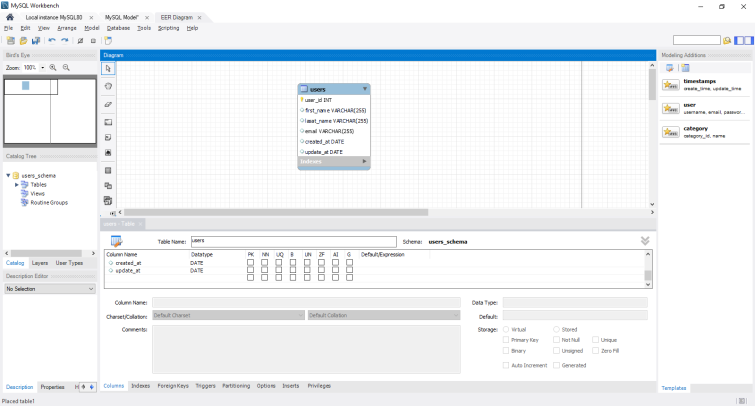 MySQL Workbench
Local instance MySQL80 ×
MySQL Model* ×
EER Diagram ×
File Edit View Arrange Model Database Tools Scripting Help
Bird's Eye
Diagram
Modeling Additions
Zoom: 100%
timestamps
create_time, update_time
user
username, email, passwor...
category
category_id, name
users
user_id INT
first_name VARCHAR(255)
laast_name VARCHAR(255)
email VARCHAR(255)
created_at DATE
update_at DATE
Indexes
Catalog Tree
users_schema
Tables
Views
Routine Groups
Catalog Layers User Types
Description Editor
No Selection
users - Table ×
Table Name: users
Schema: users_schema
Column Name Datatype PK NN UQ B UN ZF AI G Default/Expression
created_at DATE
update_at DATE
Column Name:
Data Type:
Charset/Collation: Default Charset Default Collation
Default:
Comments:
Storage: Virtual Stored
Primary Key Not Null Unique
Binary Unsigned Zero Fill
Auto Increment Generated
Columns Indexes Foreign Keys Triggers Partitioning Options Inserts Privileges
Description Properties H
Templates
Placed table1